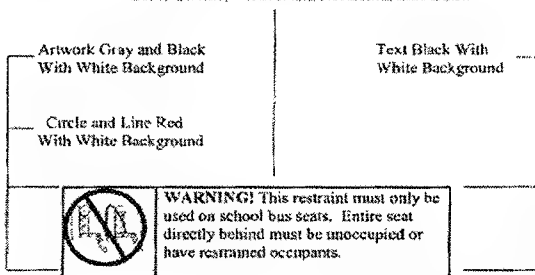 Artwork Gray and Black
With White Background
Text Black With
White Background
Circle and Line Red
With White Background
WARNING! This restraint must only be
used on school bus seats. Entire seat
directly behind must be unoccupied or
have restrained occupants.